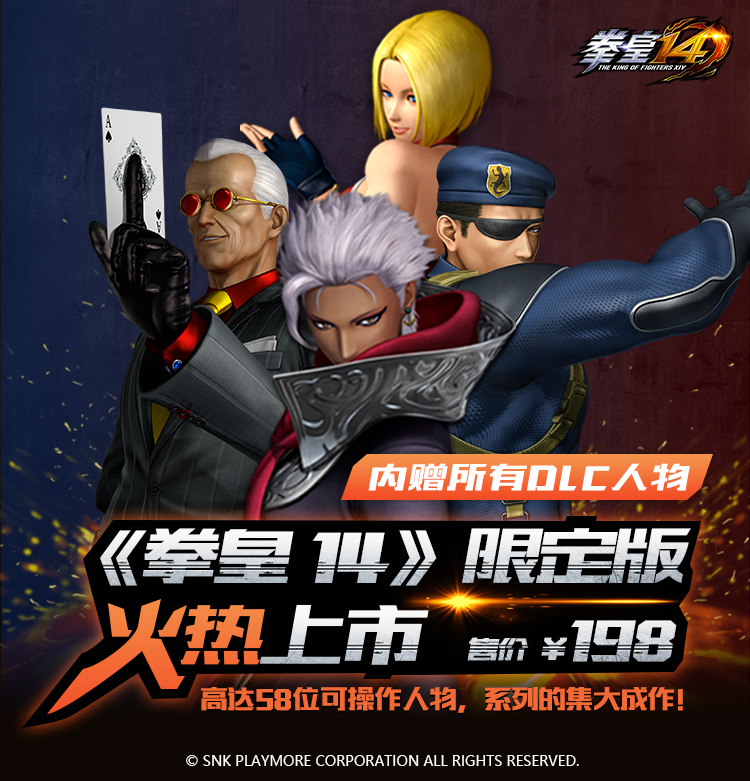 拳皇14
THE KING OF FIGHTERS XIV
A
A
内赠所有DLC人物
《拳皇 14》 限定版
火热上市 售价 ¥198
高达58位可操作人物，系列的集大成作！
© SNK PLAYMORE CORPORATION ALL RIGHTS RESERVED.